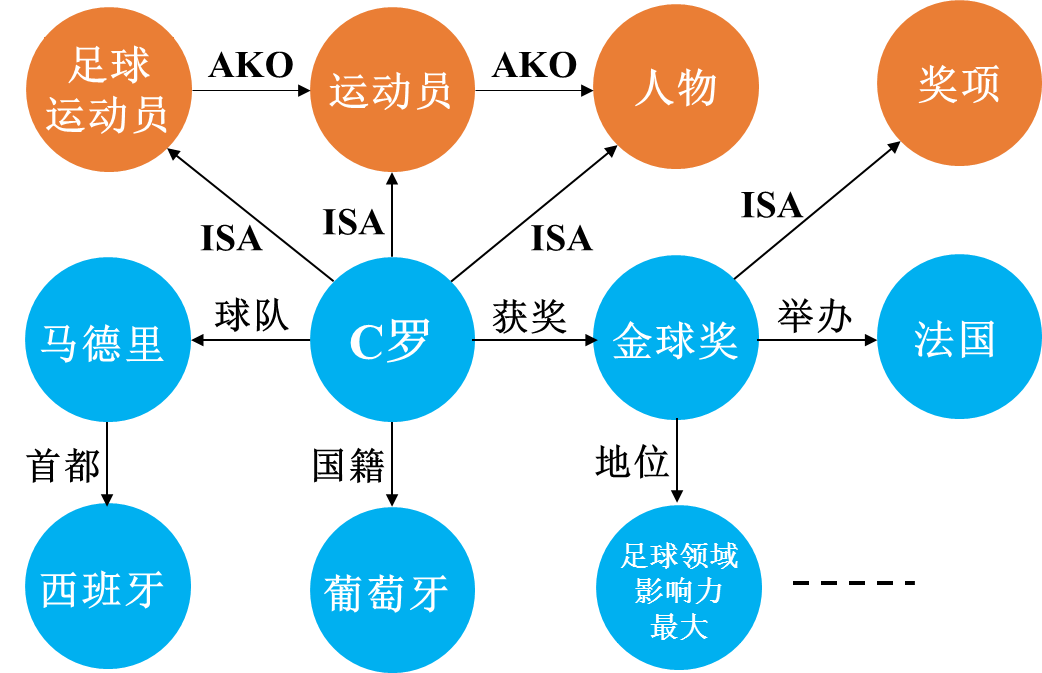 足球
运动员
AKO
运动员
AKO
人物
奖项
ISA
ISA
ISA
ISA
马德里
球队
C罗
获奖
金球奖
举办
法国
首都
国籍
地位
西班牙
葡萄牙
足球领域
影响力
最大